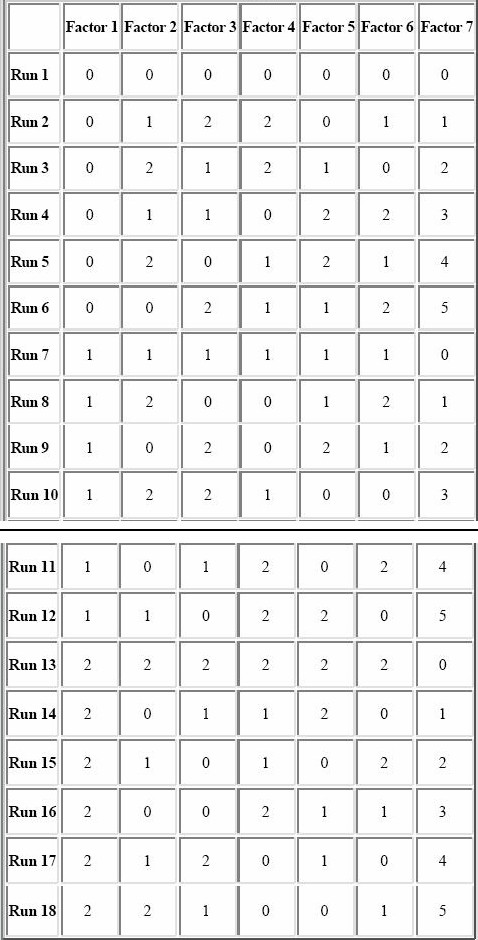 Factor 1 Factor 2 Factor 3 Factor 4 Factor 5 Factor 6 Factor 7
Run 1 0 0 0 0 0 0 0
Run 2 0 1 2 2 0 1 1
Run 3 0 2 1 2 1 0 2
Run 4 0 1 1 0 2 2 3
Run 5 0 2 0 1 2 1 4
Run 6 0 0 2 1 1 2 5
Run 7 1 1 1 1 1 1 0
Run 8 1 2 0 0 1 2 1
Run 9 1 0 2 0 2 1 2
Run 10 1 2 2 1 0 0 3
Run 11 1 0 1 2 0 2 4
Run 12 1 1 0 2 2 0 5
Run 13 2 2 2 2 2 2 0
Run 14 2 0 1 1 2 0 1
Run 15 2 1 0 1 0 2 2
Run 16 2 0 0 2 1 1 3
Run 17 2 1 2 0 1 0 4
Run 18 2 2 1 0 0 1 5